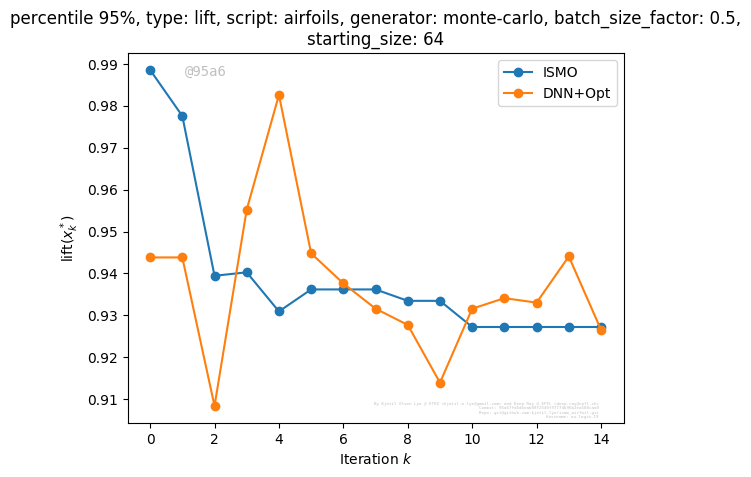 percentile 95%, type: lift, script: airfoils, generator: monte-carlo, batch_size_factor: 0.5,
starting_size: 64
@95a6
ISMO
DNN+Opt
0.99
0.98
0.97
0.96
0.95
0.94
0.93
0.92
0.91
lift(x_k^*)
0 2 4 6 8 10 12 14
Iteration k